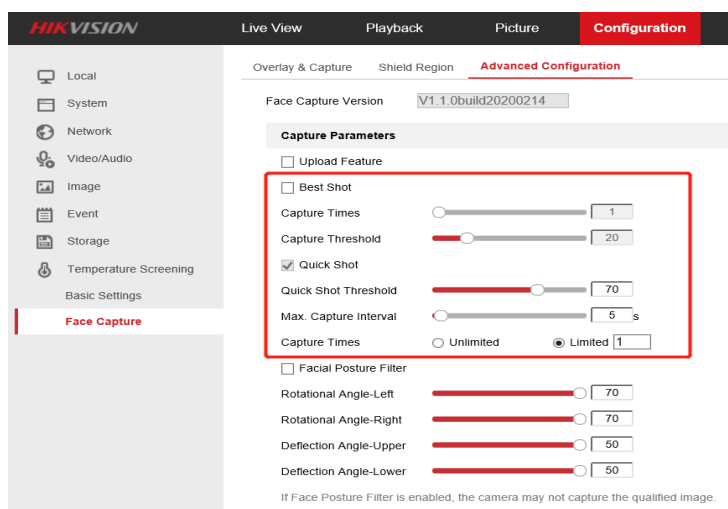 HIKVISION Live View Playback Picture Configuration
Local
System
Network
Video/Audio
Image
Event
Storage
Temperature Screening
Basic Settings
Face Capture
Overlay & Capture Shield Region Advanced Configuration
Face Capture Version V1.1.0build20200214
Capture Parameters
Upload Feature
Best Shot
Capture Times 1
Capture Threshold 20
Quick Shot
Quick Shot Threshold 70
Max. Capture Interval 5 s
Capture Times Unlimited Limited 1
Facial Posture Filter
Rotational Angle-Left 70
Rotational Angle-Right 70
Deflection Angle-Upper 50
Deflection Angle-Lower 50
If Face Posture Filter is enabled, the camera may not capture the qualified image.